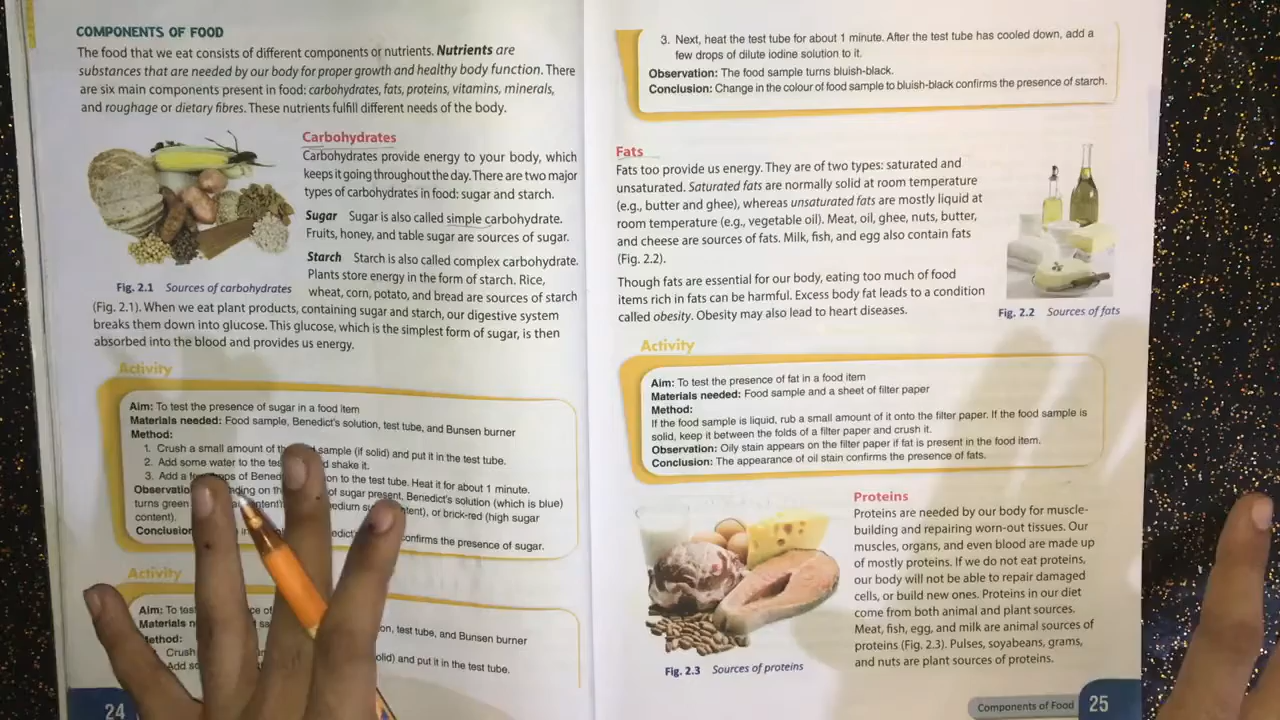 COMPONENTS OF FOOD
The food that we eat consists of different components or nutrients. Nutrients are
substances that are needed by our body for proper growth and healthy body function. There
are six main components present in food: carbohydrates, fats, proteins, vitamins, minerals,
and roughage or dietary fibres. These nutrients fulfill different needs of the body.
Carbohydrates
Carbohydrates provide energy to your body, which
keeps it going throughout the day. There are two major
types of carbohydrates in food: sugar and starch.
Sugar Sugar is also called simple carbohydrate.
Fruits, honey, and table sugar are sources of sugar.
Starch Starch is also called complex carbohydrate.
Plants store energy in the form of starch. Rice,
Fig. 2.1 Sources of carbohydrates
wheat, corn, potato, and bread are sources of starch
(Fig. 2.1). When we eat plant products, containing sugar and starch, our digestive system
breaks them down into glucose. This glucose, which is the simplest form of sugar, is then
absorbed into the blood and provides us energy.
Activity
Aim: To test the presence of sugar in a food item
Materials needed: Food sample, Benedict's solution, test tube, and Bunsen burner
Method:
1. Crush a small amount of sample (if solid) and put it in the test tube.
2. Add some water to the shake it.
3. Add a of to the test tube. Heat it for about 1 minute.
on of sugar present, Benedict's solution (which is blue)
turns green or brick-red (high sugar
content).
confirms the presence of sugar.
Activity
Aim: To of
Materials test tube, and Bunsen burner
Crush and put it in the test tube.
Add
24
3. Next, heat the test tube for about 1 minute. After the test tube has cooled down, add a
few drops of dilute iodine solution to it.
Observation: The food sample turns bluish-black.
Conclusion: Change in the colour of food sample to bluish-black confirms the presence of starch.
Fats
Fats too provide us energy. They are of two types: saturated and
unsaturated. Saturated fats are normally solid at room temperature
(e.g., butter and ghee), whereas unsaturated fats are mostly liquid at
room temperature (e.g., vegetable oil). Meat, oil, ghee, nuts, butter,
and cheese are sources of fats. Milk, fish, and egg also contain fats
(Fig. 2.2).
Though fats are essential for our body, eating too much of food
items rich in fats can be harmful. Excess body fat leads to a condition
called obesity. Obesity may also lead to heart diseases.
Fig. 2.2 Sources of fats
Activity
Aim: To test the presence of fat in a food item
Materials needed: Food sample and a sheet of filter paper
Method:
If the food sample is liquid, rub a small amount of it onto the filter paper. If the food sample is
solid, keep it between the folds of a filter paper and crush it.
Observation: Oily stain appears on the filter paper if fat is present in the food item.
Conclusion: The appearance of oil stain confirms the presence of fats.
Proteins
Proteins are needed by our body for muscle-
building and repairing worn-out tissues. Our
muscles, organs, and even blood are made up
of mostly proteins. If we do not eat proteins,
our body will not be able to repair damaged
cells, or build new ones. Proteins in our diet
come from both animal and plant sources.
Meat, fish, egg, and milk are animal sources of
proteins (Fig. 2.3). Pulses, soyabeans, grams,
and nuts are plant sources of proteins.
Fig. 2.3 Sources of proteins
Components of Food 25